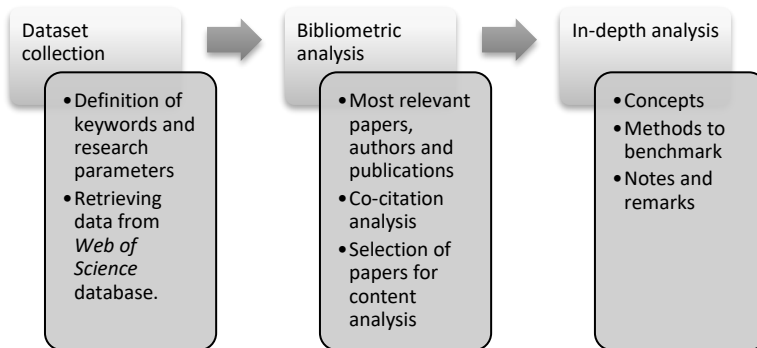 Dataset
collection
•Definition of
keywords and
research
parameters
•Retrieving
data from
Web of
Science
database.
Bibliometric
analysis
•Most relevant
papers,
authors and
publications
•Co-citation
analysis
•Selection of
papers for
content
analysis
In-depth analysis
•Concepts
•Methods to
benchmark
•Notes and
remarks